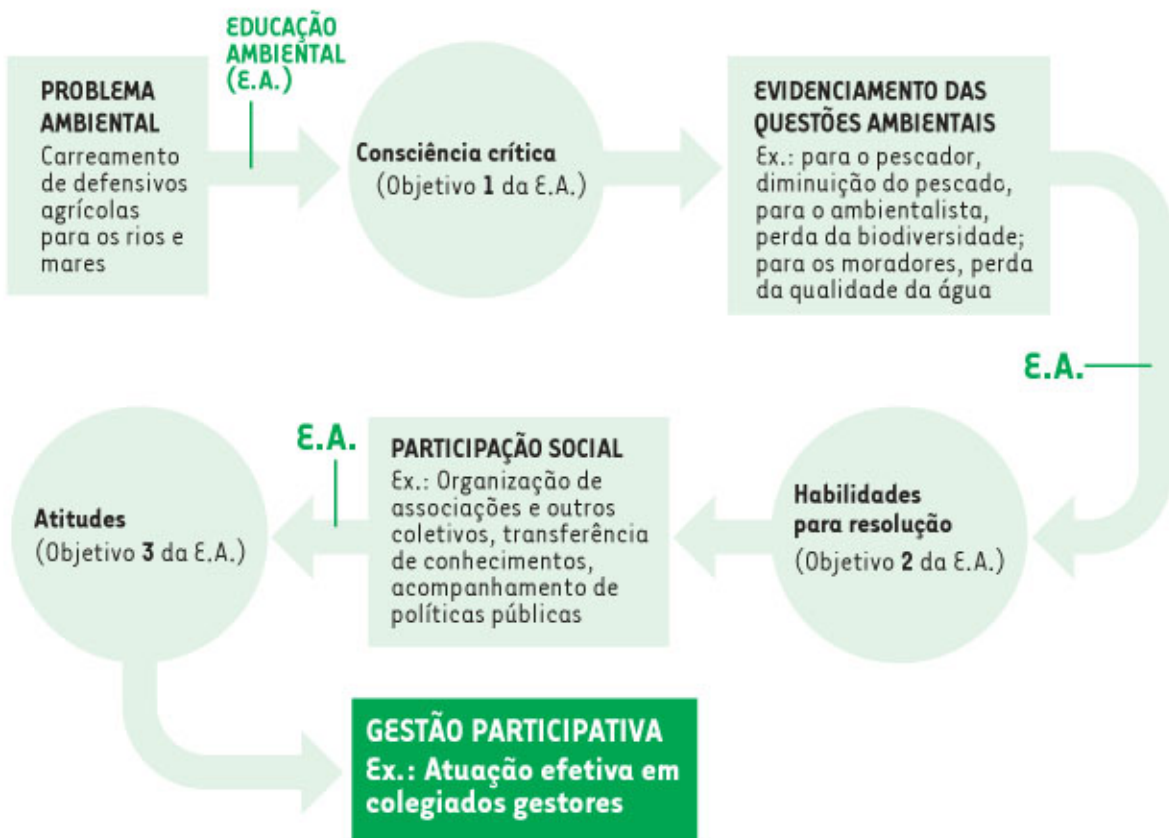 EDUCAÇÃO
AMBIENTAL
(E.A.)
PROBLEMA
AMBIENTAL
Carreamento
de defensivos
agrícolas
para os rios e
mares
Consciência crítica
(Objetivo 1 da E.A.)
EVIDENCIAMENTO DAS
QUESTÕES AMBIENTAIS
Ex.: para o pescador,
diminuição do pescado,
para o ambientalista,
perda da biodiversidade;
para os moradores, perda
da qualidade da água
E.A.
Habilidades
para resolução
(Objetivo 2 da E.A.)
PARTICIPAÇÃO SOCIAL
Ex.: Organização de
associações e outros
coletivos, transferência
de conhecimentos,
acompanhamento de
políticas públicas
E.A.
Atitudes
(Objetivo 3 da E.A.)
GESTÃO PARTICIPATIVA
Ex.: Atuação efetiva em
colegiados gestores